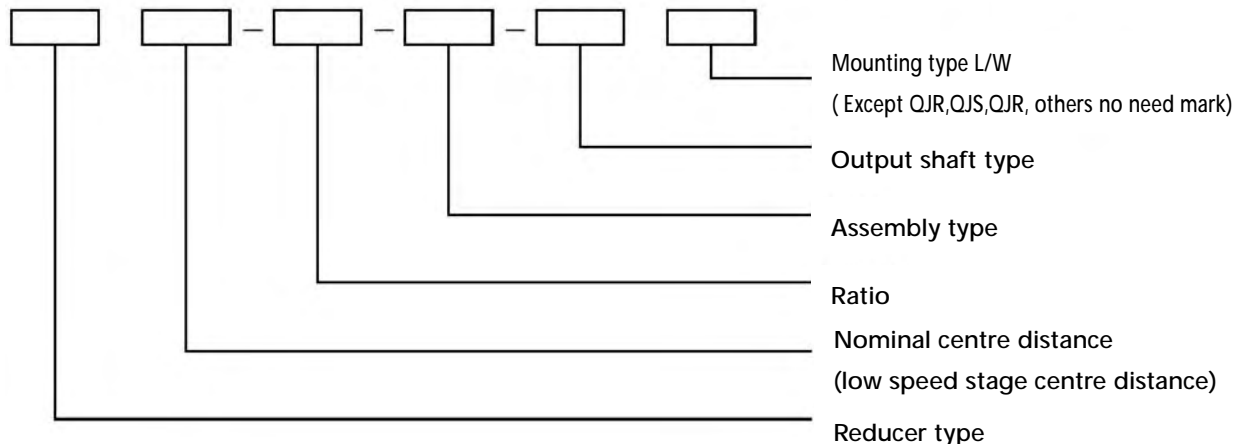 Mounting type L/W
( Except QJR,QJS,QJR, others no need mark)
Output shaft type
Assembly type
Ratio
Nominal centre distance
(low speed stage centre distance)
Reducer type